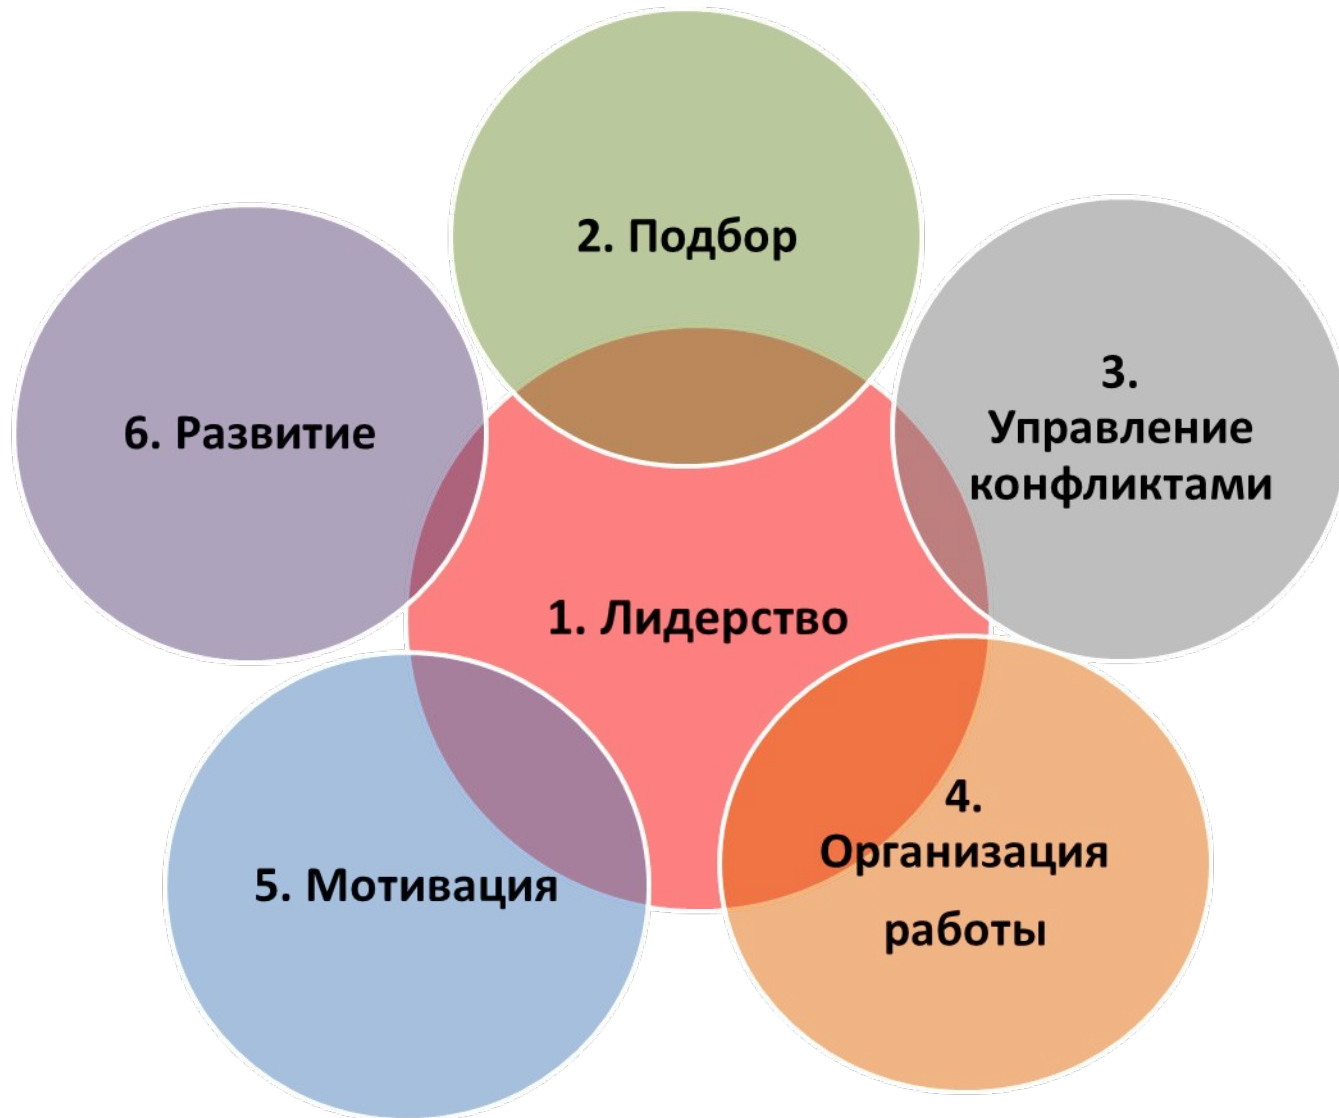 2. Подбор
3.
Управление
конфликтами
6. Развитие
1. Лидерство
4.
Организация
работы
5. Мотивация